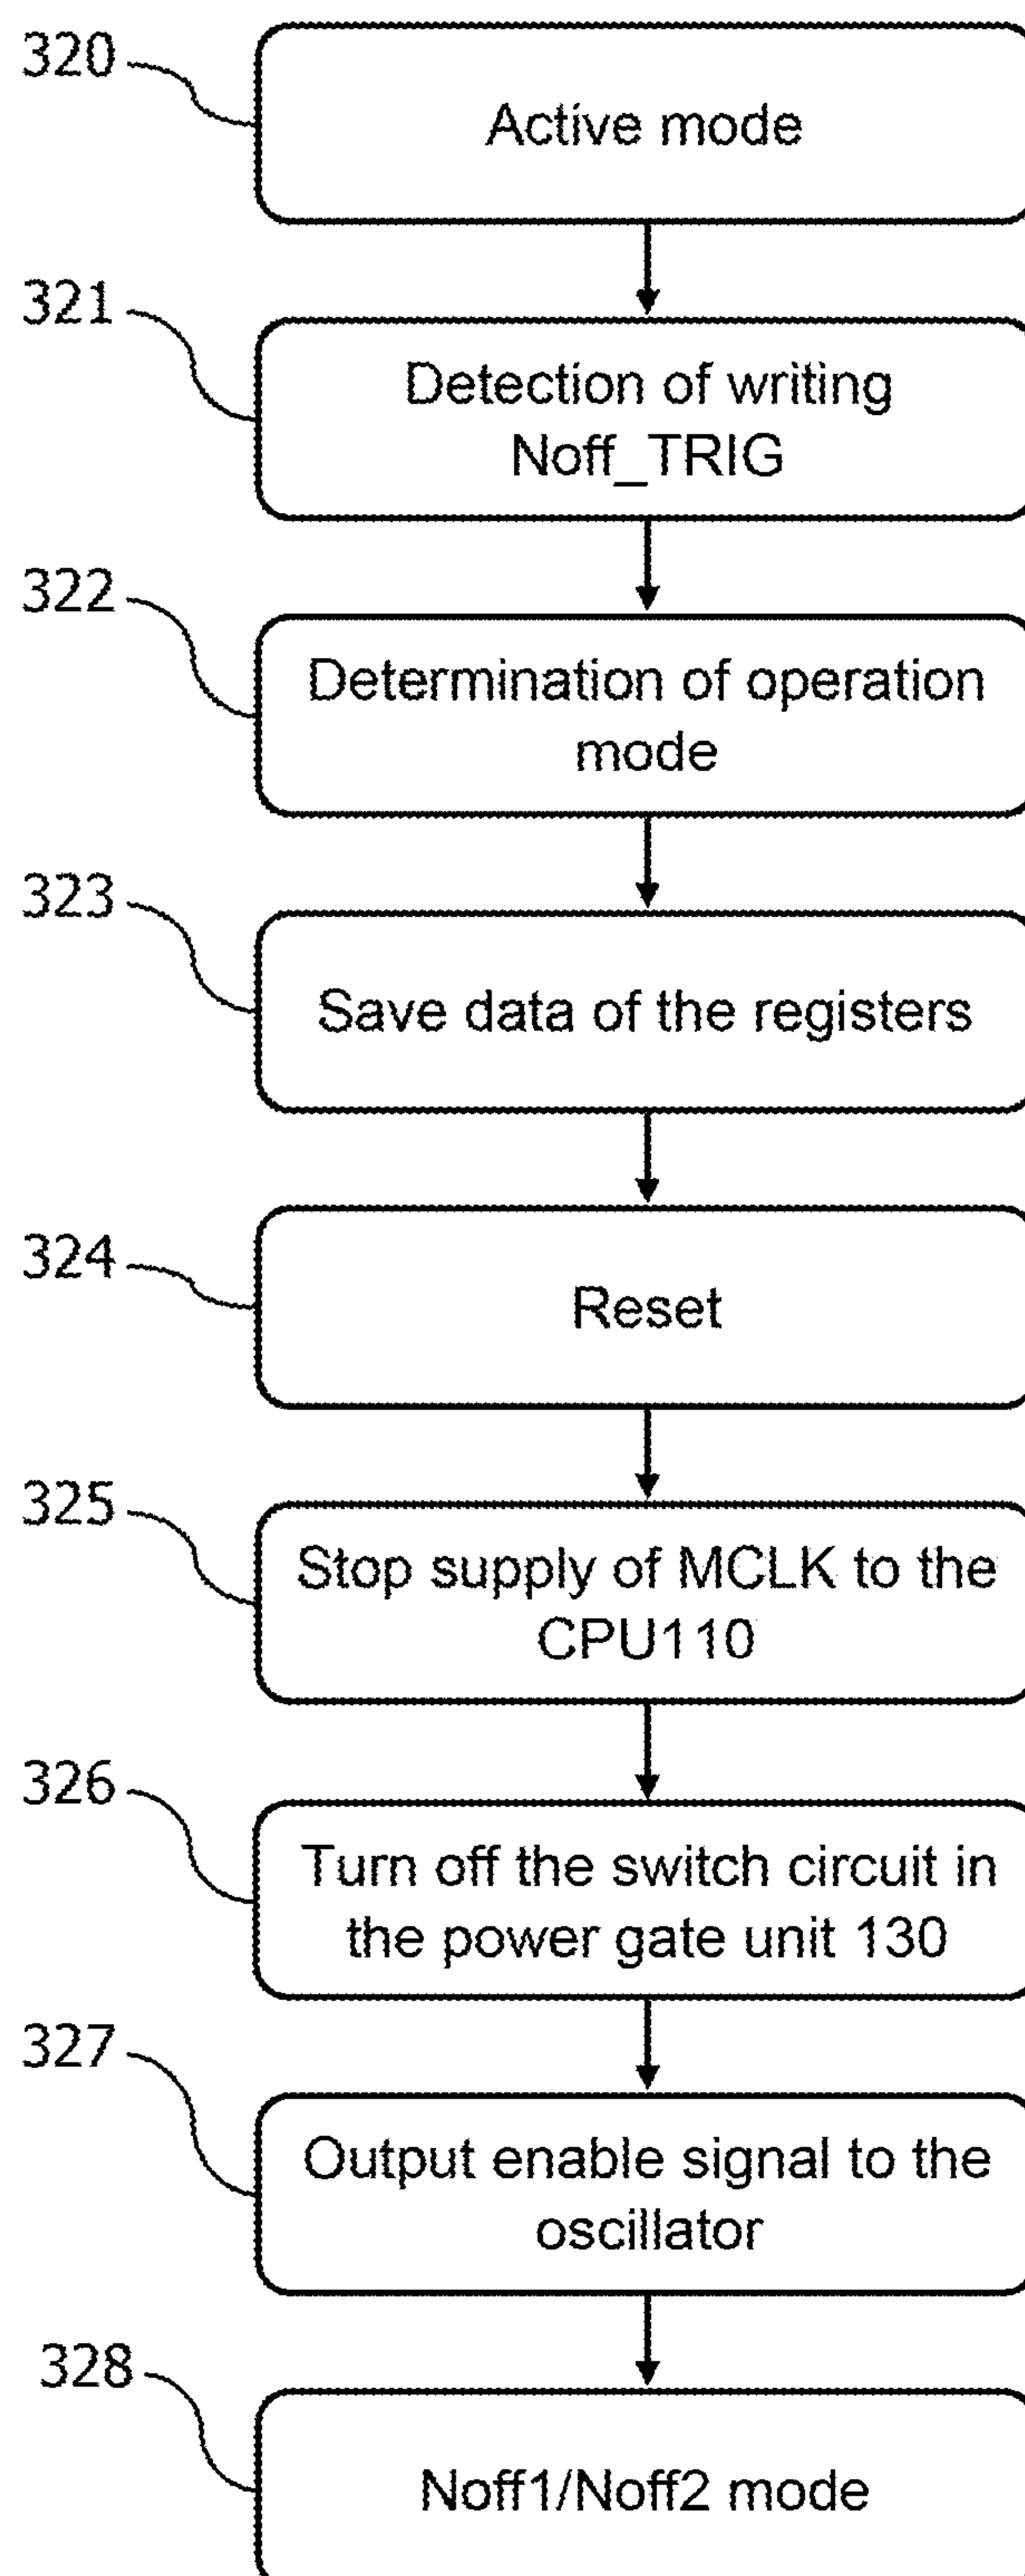 320
Active mode
321
Detection of writing
Noff_TRIG
322
Determination of operation
mode
323
Save data of the registers
324
Reset
325
Stop supply of MCLK to the
CPU110
326
Turn off the switch circuit in
the power gate unit 130
327
Output enable signal to the
oscillator
328
Noff1/Noff2 mode